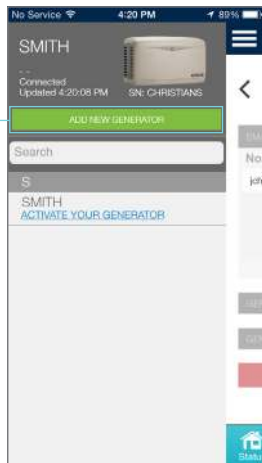 No Service 4:20 PM 89%
SMITH
- -
Connected
Updated 4:20:08 PM SN: CHRISTIANS
ADD NEW GENERATOR
Search
S
SMITH
ACTIVATE YOUR GENERATOR
No
Status